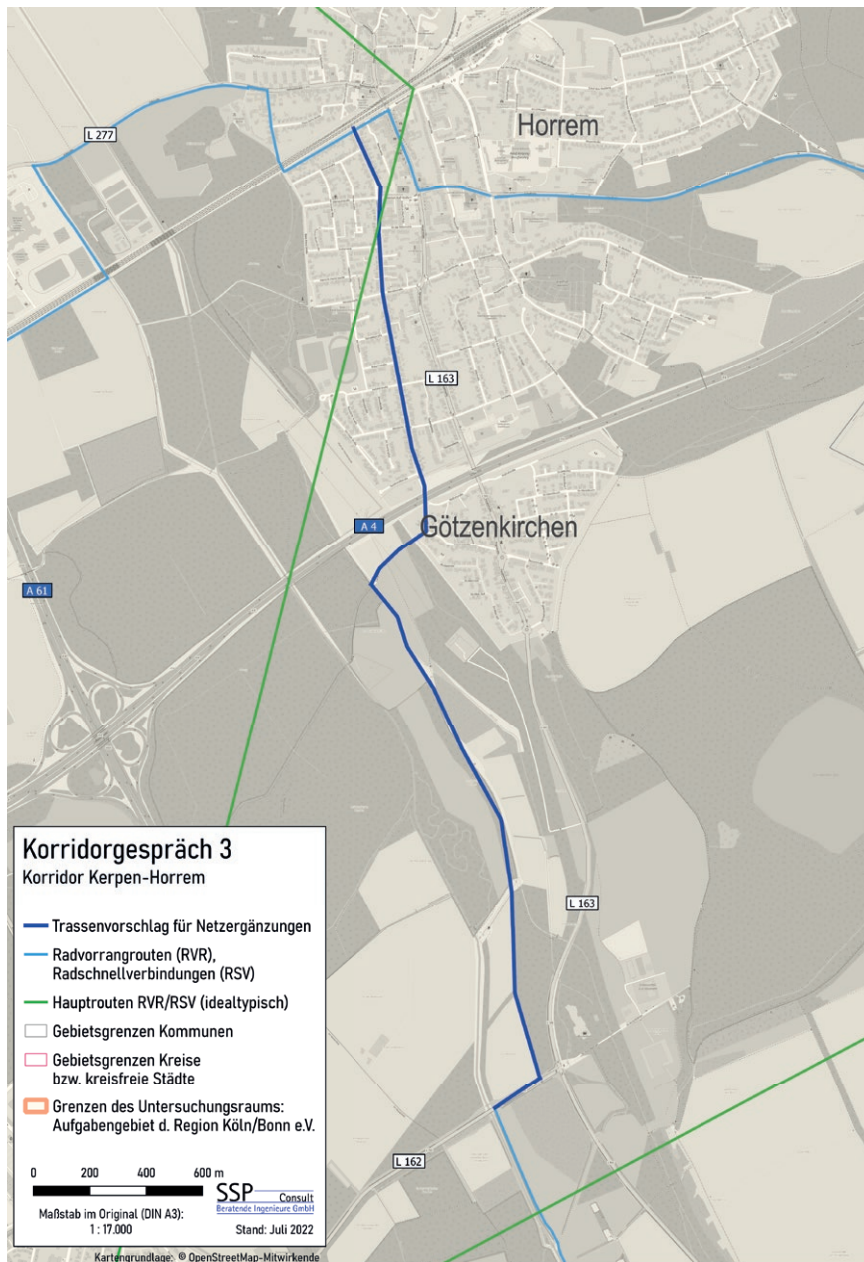 Horrem
L 277
L 163
A 4
Götzenkirchen
A 61
L 163
L 162
Korridorgespräch 3
Korridor Kerpen-Horrem
Trassenvorschlag für Netzergänzungen
Radvorrangrouten (RVR),
Radschnellverbindungen (RSV)
Hauptrouten RVR/RSV (idealtypisch)
Gebietsgrenzen Kommunen
Gebietsgrenzen Kreise
bzw. kreisfreie Städte
Grenzen des Untersuchungsraums:
Aufgabengebiet d. Region Köln/Bonn e.V.
0 200 400 600 m
Maßstab im Original (DIN A3):
1 : 17.000
SSP Consult
Beratende Ingenieure GmbH
Stand: Juli 2022
Kartengrundlage: © OpenStreetMap-Mitwirkende